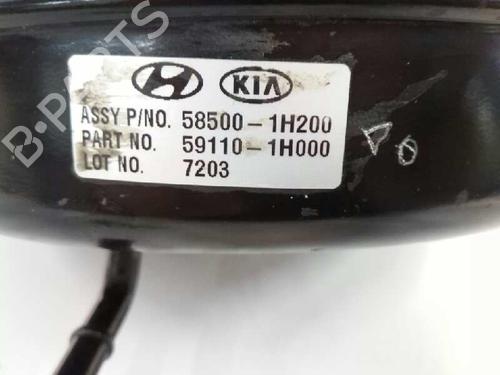 B-PARTS
KIA
ASSY P/NO. 58500-1H200
PART NO. 59110-1H000
LOT NO. 7203